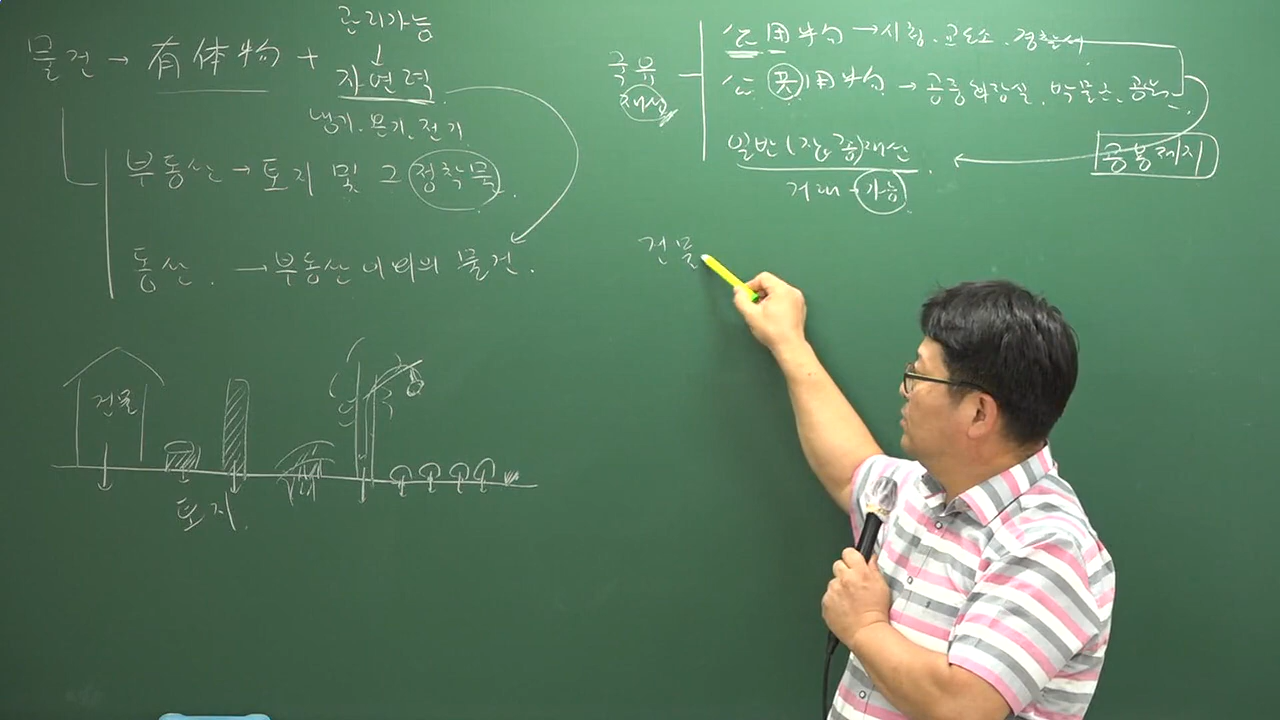 관리가능
↓
물건 → 有体物 + 자연력
냉기. 온기. 전기
부동산 → 토지 및 그 정착물.
동산. → 부동산 이외의 물건.
건물
토지.
국유
재산
公用物 → 시청. 교도소. 경찰서
公共用物 → 공중화장실. 박물관. 공원.
일반(잡종)재산
거래 → 가능
공용폐지
건물